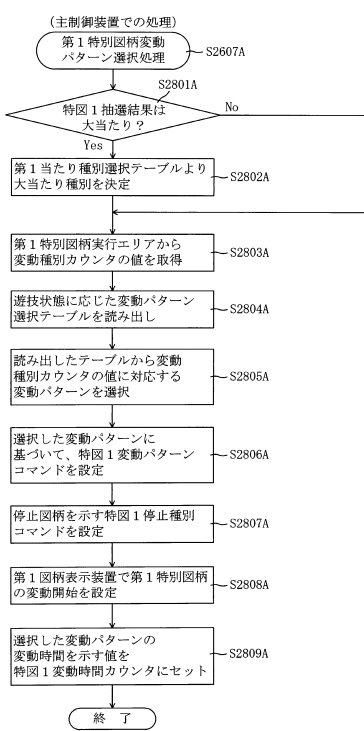 （主制御装置での処理）
第１特別図柄変動
パターン選択処理
S2607A
S2801A
特図１抽選結果は
大当たり？
No
Yes
第１当たり種別選択テーブルより
大当たり種別を決定
S2802A
第１特別図柄実行エリアから
変動種別カウンタの値を取得
S2803A
遊技状態に応じた変動パターン
選択テーブルを読み出し
S2804A
読み出したテーブルから変動
種別カウンタの値に対応する
変動パターンを選択
S2805A
選択した変動パターンに
基づいて、特図１変動パターン
コマンドを設定
S2806A
停止図柄を示す特図１停止種別
コマンドを設定
S2807A
第１図柄表示装置で第１特別図柄
の変動開始を設定
S2808A
選択した変動パターンの
変動時間を示す値を
特図１変動時間カウンタにセット
S2809A
終 了